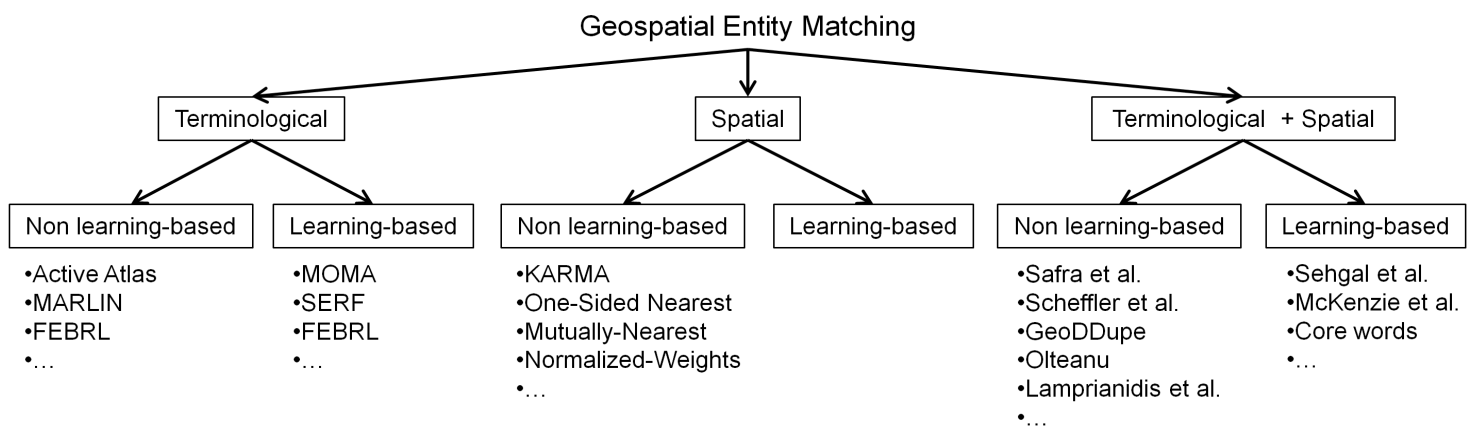 Geospatial Entity Matching
Terminological
Spatial
Terminological + Spatial
Non learning-based
Learning-based
Non learning-based
Learning-based
Non learning-based
Learning-based
•Active Atlas
•MARLIN
•FEBRL
•…
•MOMA
•SERF
•FEBRL
•…
•KARMA
•One-Sided Nearest
•Mutually-Nearest
•Normalized-Weights
•…
•Safra et al.
•Scheffler et al.
•GeoDDupe
•Olteanu
•Lamprianidis et al.
•…
•Sehgal et al.
•McKenzie et al.
•Core words
•…